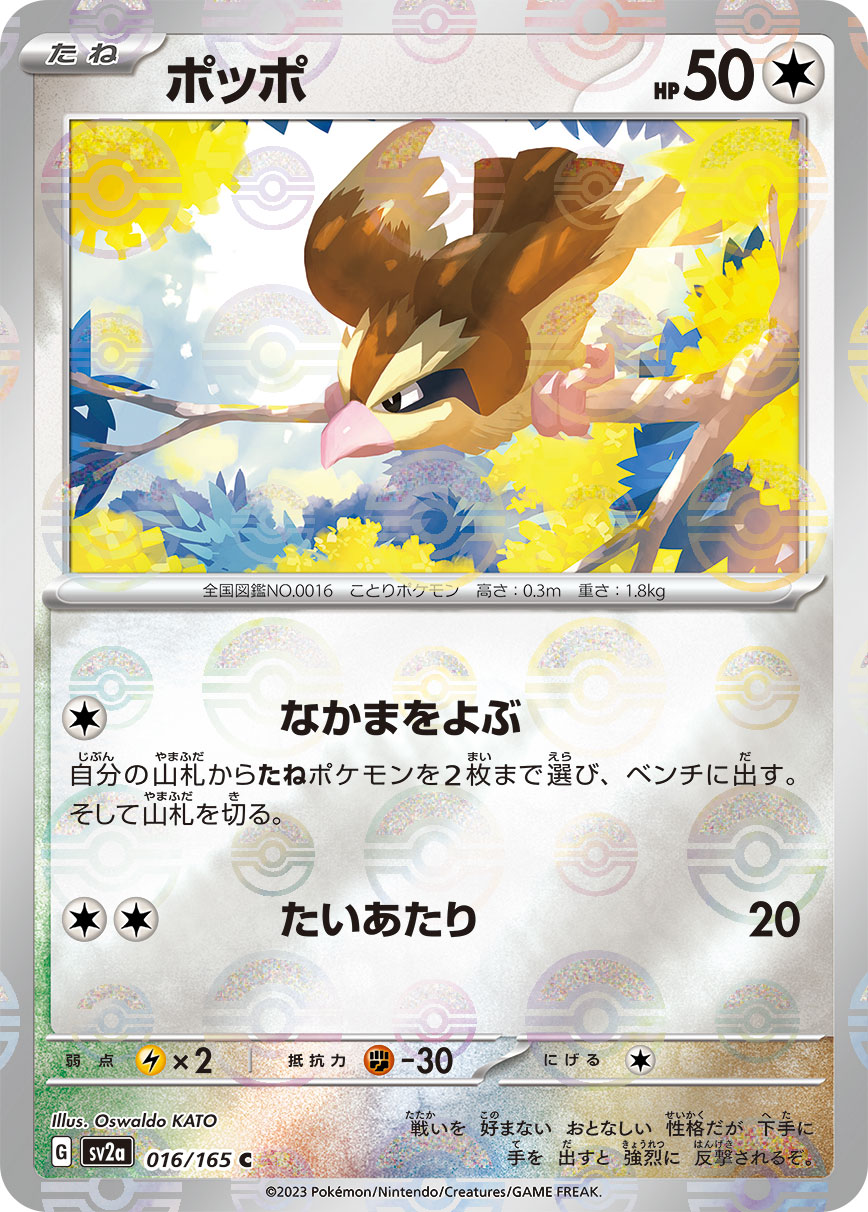 たね
ポッポ
HP50
全国図鑑NO.0016 ことりポケモン 高さ:0.3m 重さ:1.8kg
なかまをよぶ
自分の山札からたねポケモンを2枚まで選び、ベンチに出す。
そして山札を切る。
たいあたり 20
弱点 ×2 抵抗力 -30 にげる
Illus. Oswaldo KATO
G sv2a 016/165 C
戦いを 好まない おとなしい 性格だが 下手に
手を 出すと 強烈に 反撃されるぞ。
©2023 Pokémon/Nintendo/Creatures/GAME FREAK.